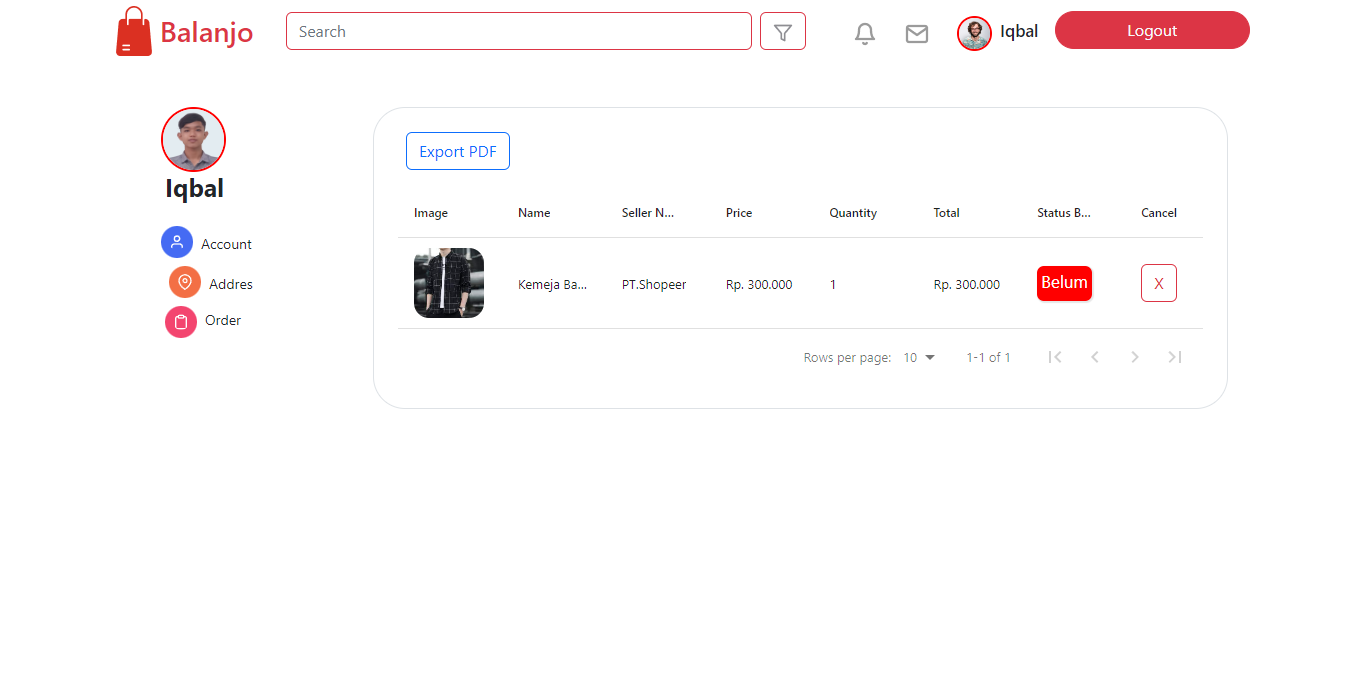 Balanjo
Search
Iqbal
Logout
Iqbal
Account
Addres
Order
Export PDF
Image Name Seller N... Price Quantity Total Status B... Cancel
Kemeja Ba... PT.Shopeer Rp. 300.000 1 Rp. 300.000 Belum X
Rows per page: 10 1-1 of 1